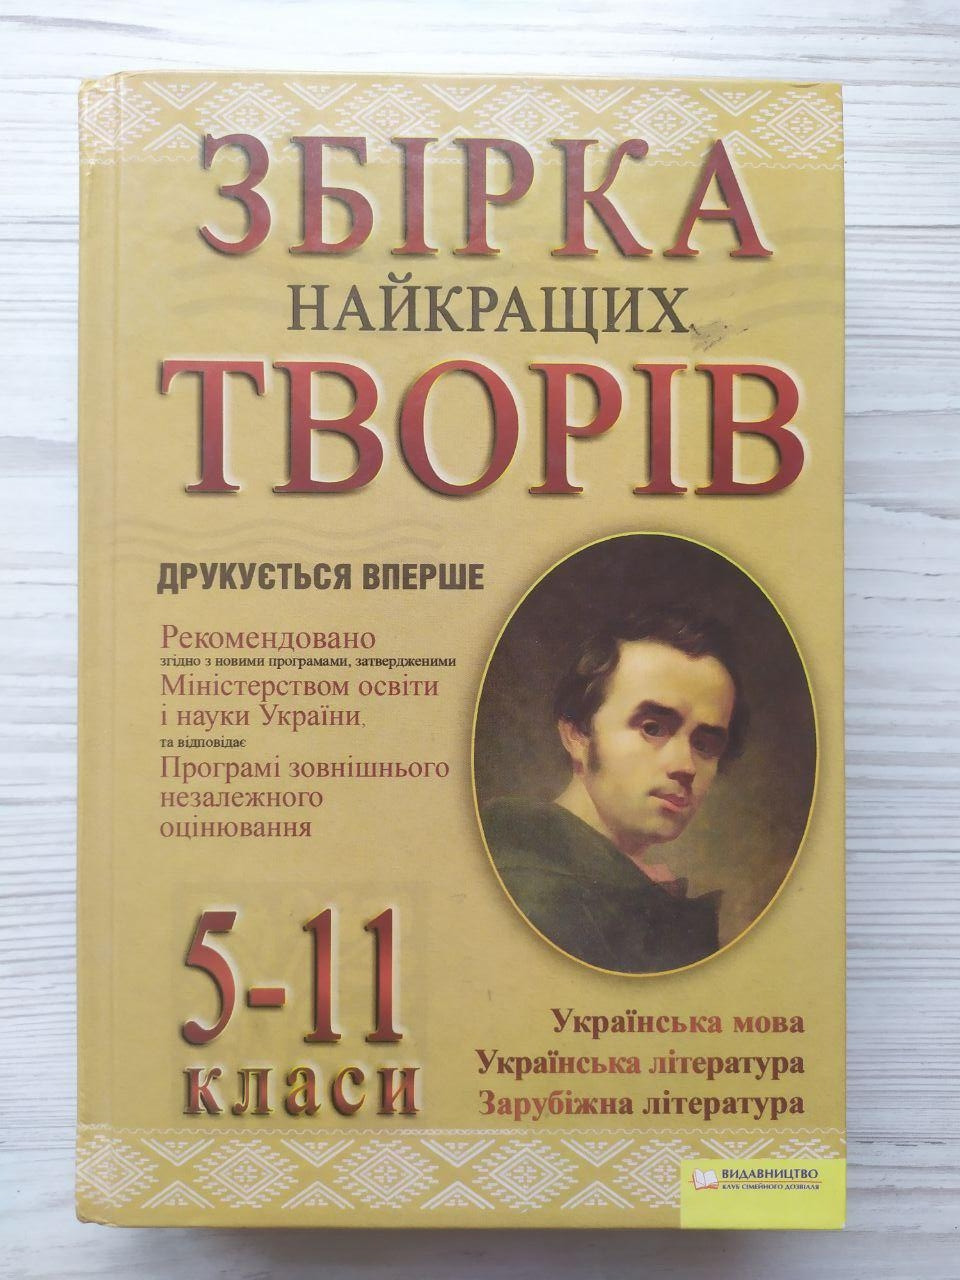 ЗБІРКА
НАЙКРАЩИХ
ТВОРІВ
ДРУКУЄТЬСЯ ВПЕРШЕ
Рекомендовано
згідно з новими програмами, затвердженими
Міністерством освіти
і науки України,
та відповідає
Програмі зовнішнього
незалежного
оцінювання
5-11
класи
Українська мова
Українська література
Зарубіжна література
ВИДАВНИЦТВО
КЛУБ СІМЕЙНОГО ДОЗВІЛЛЯ